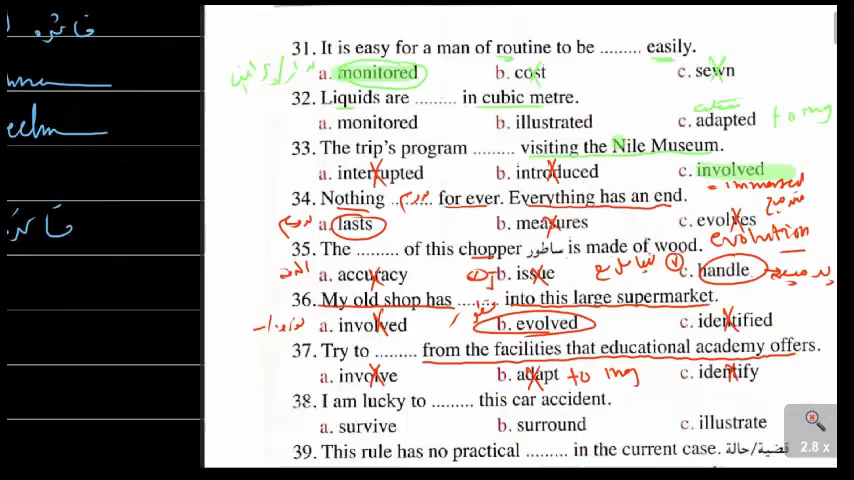 31. It is easy for a man of routine to be ......... easily.
a. monitored b. cost c. sewn
32. Liquids are ......... in cubic metre.
a. monitored b. illustrated c. adapted to ing
33. The trip's program ......... visiting the Nile Museum.
a. interrupted b. introduced c. involved
= immersed
34. Nothing ......... for ever. Everything has an end.
a. lasts b. measures c. evolves
evolution
35. The ......... of this chopper ساطور is made of wood.
a. accuracy b. issue c. handle
36. My old shop has ......... into this large supermarket.
a. involved b. evolved c. identified
37. Try to ......... from the facilities that educational academy offers.
a. involve b. adapt to ing c. identify
38. I am lucky to ......... this car accident.
a. survive b. surround c. illustrate
39. This rule has no practical ......... in the current case. قضية/حالة
2.8 x